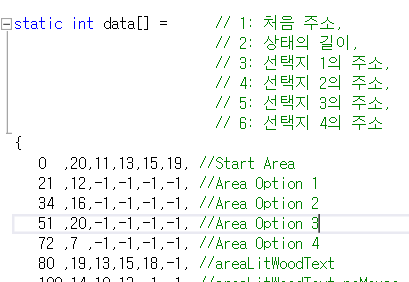 static int data[] = // 1: 처음 주소,
// 2: 상태의 길이,
// 3: 선택지 1의 주소,
// 4: 선택지 2의 주소,
// 5: 선택지 3의 주소,
// 6: 선택지 4의 주소
{
0 ,20,11,13,15,19, //Start Area
21 ,12,-1,-1,-1,-1, //Area Option 1
34 ,16,-1,-1,-1,-1, //Area Option 2
51 ,20,-1,-1,-1,-1, //Area Option 3
72 ,7 ,-1,-1,-1,-1, //Area Option 4
80 ,19,13,15,18,-1, //areaLitWoodText